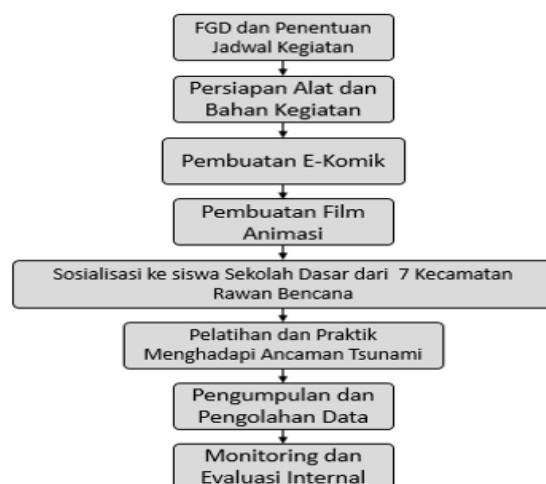 FGD dan Penentuan
Jadwal Kegiatan
Persiapan Alat dan
Bahan Kegiatan
Pembuatan E-Komik
Pembuatan Film
Animasi
Sosialisasi ke siswa Sekolah Dasar dari 7 Kecamatan
Rawan Bencana
Pelatihan dan Praktik
Menghadapi Ancaman Tsunami
Pengumpulan dan
Pengolahan Data
Monitoring dan
Evaluasi Internal